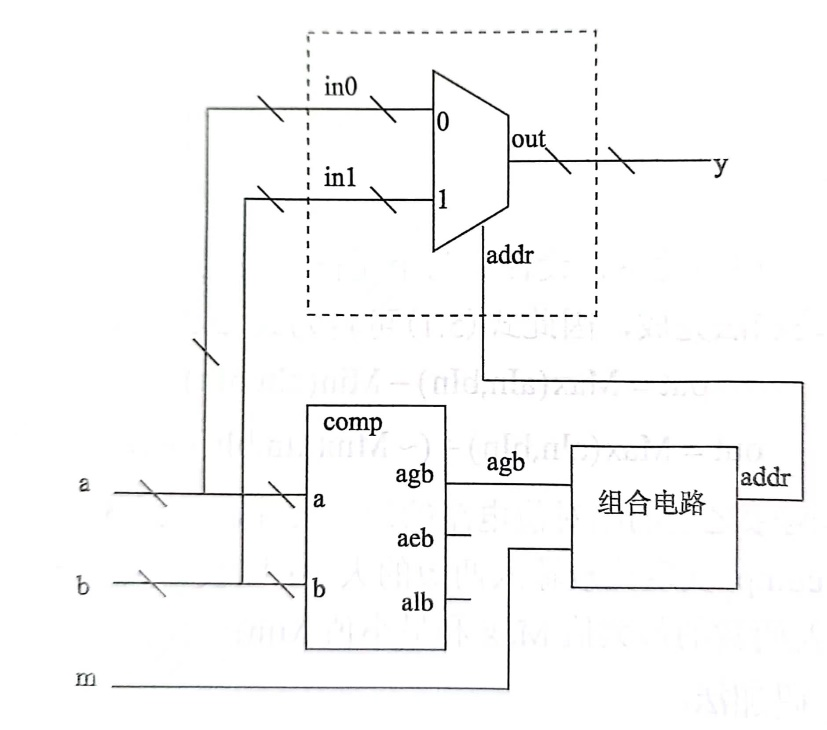 in0
0
out
y
in1
1
addr
comp
a
agb
agb
addr
a
组合电路
aeb
b
b
alb
m